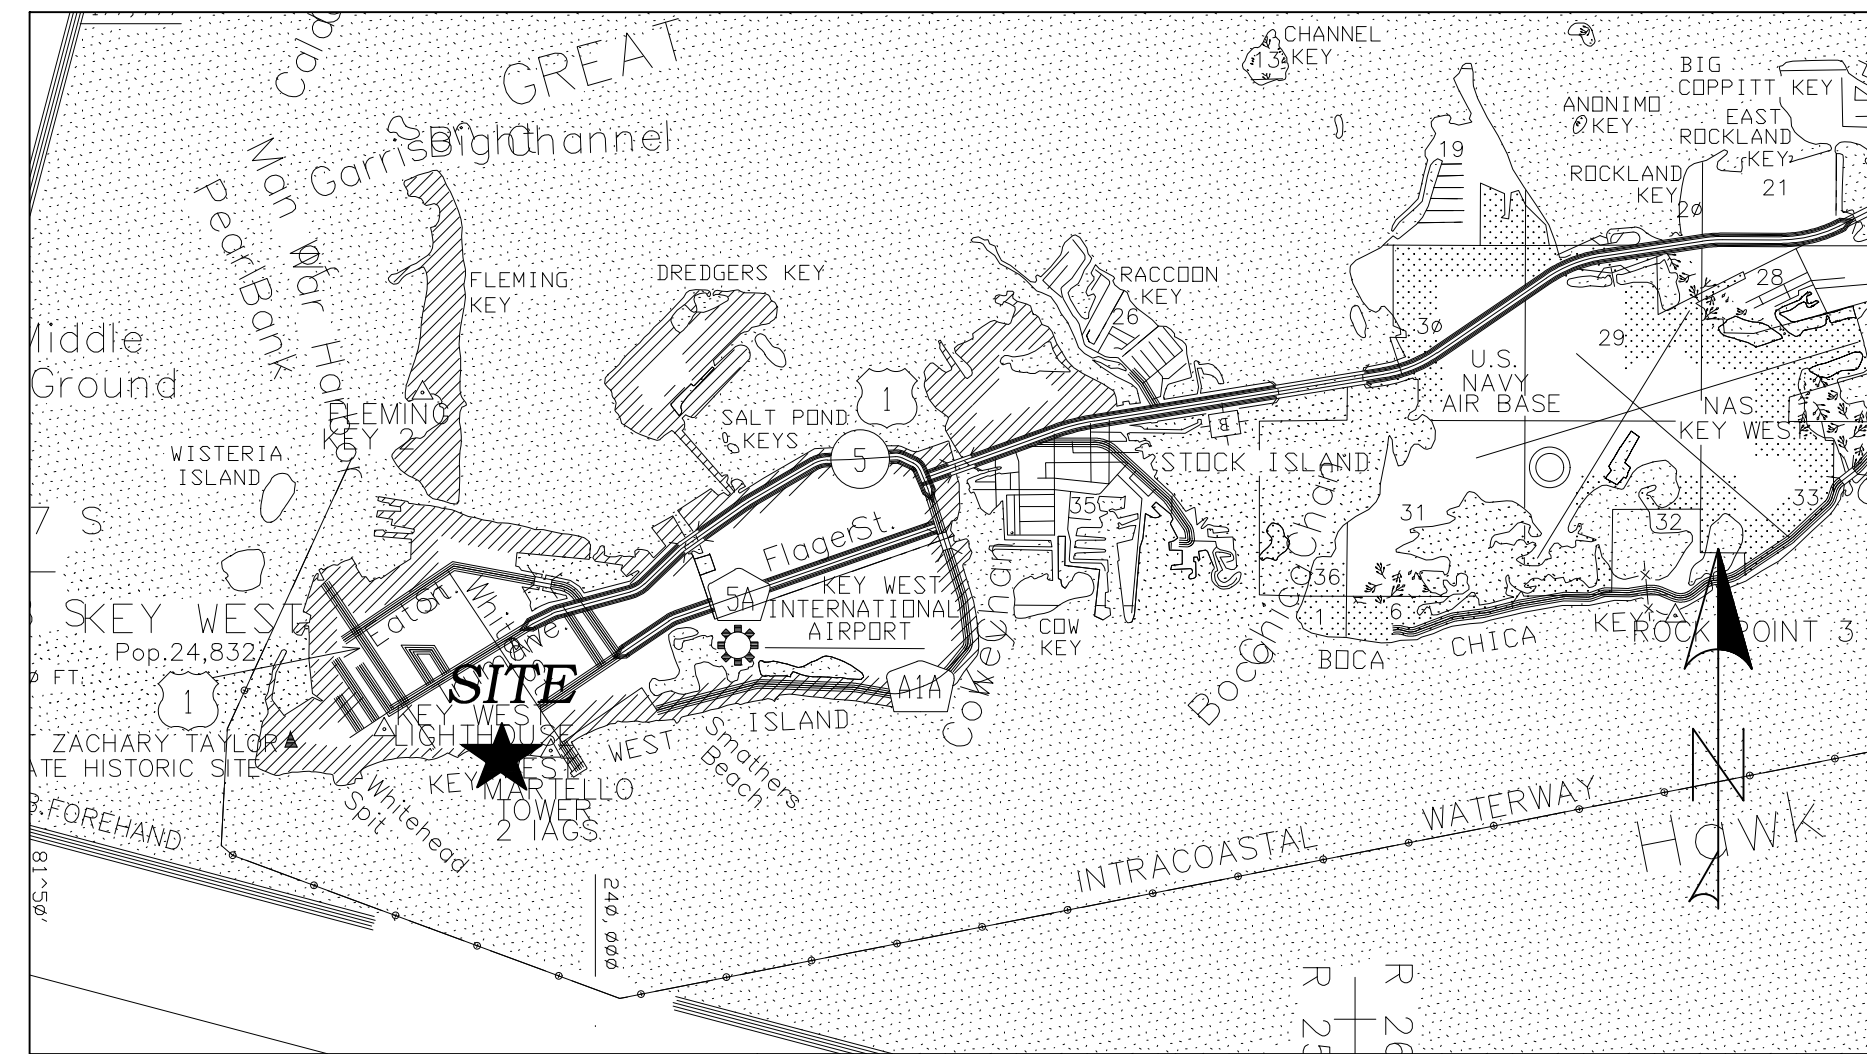 GREAT
CHANNEL
KEY
13
BIG
COPPITT KEY
ANONIMO
KEY
EAST
ROCKLAND
KEY
Bight
Channel
Garrison
19
ROCKLAND
KEY
21
20
Man
War
Harbor
Pearl Bank
FLEMING
KEY
DREDGERS KEY
RACCOON
KEY
26
28
30
29
Middle
Ground
U.S.
NAVY
AIR BASE
1
NAS
KEY WEST
FLEMING
KEY 2
SALT POND
KEYS
B
5
WISTERIA
ISLAND
STOCK ISLAND
7 S
35
31
33
32
Flager St.
KEY WEST
INTERNATIONAL
AIRPORT
5A
36
1
6
S
KEY WEST
Pop.24,832
Eaton
White
Ave.
COW
KEY
BOCA
CHICA
KEY
ROCK POINT 3
Cow Key Chan
Boca Chica Chan
FT.
1
SITE
A1A
KEY WEST
LIGHTHOUSE
ISLAND
WEST
KEY
ZACHARY TAYLOR
ATE HISTORIC SITE
WEST
MARTELLO
TOWER
2 IAGS
Smathers
Beach
Whitehead
Spit
B.FOREHAND
81^50'
240,000
INTRACOASTAL
WATERWAY
N
Hawk
R 25
R 26